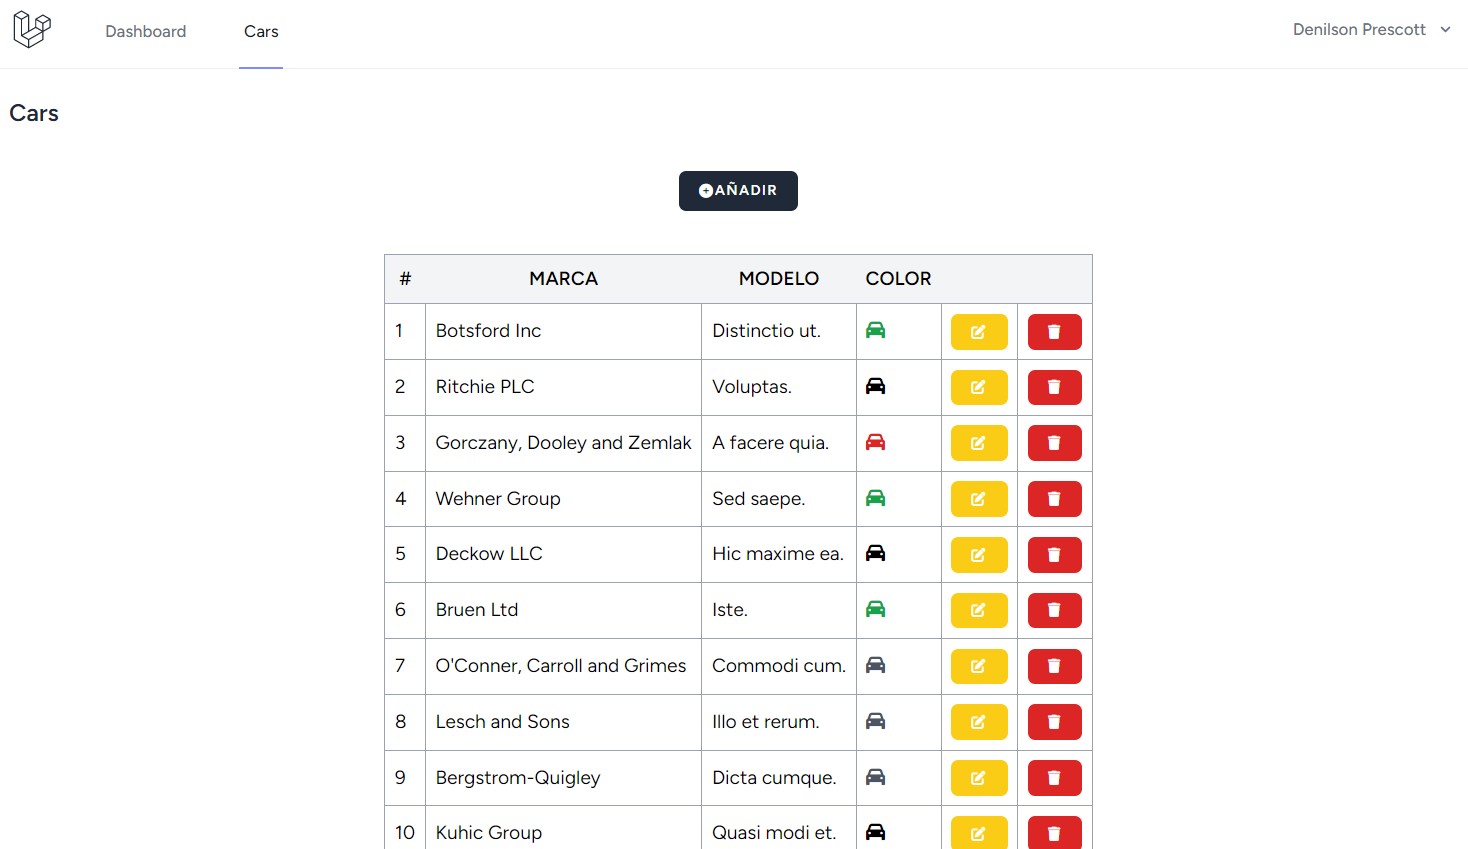 Dashboard Cars Denilson Prescott
Cars
AÑADIR
# MARCA MODELO COLOR
1 Botsford Inc Distinctio ut.
2 Ritchie PLC Voluptas.
3 Gorczany, Dooley and Zemlak A facere quia.
4 Wehner Group Sed saepe.
5 Deckow LLC Hic maxime ea.
6 Bruen Ltd Iste.
7 O'Conner, Carroll and Grimes Commodi cum.
8 Lesch and Sons Illo et rerum.
9 Bergstrom-Quigley Dicta cumque.
10 Kuhic Group Quasi modi et.